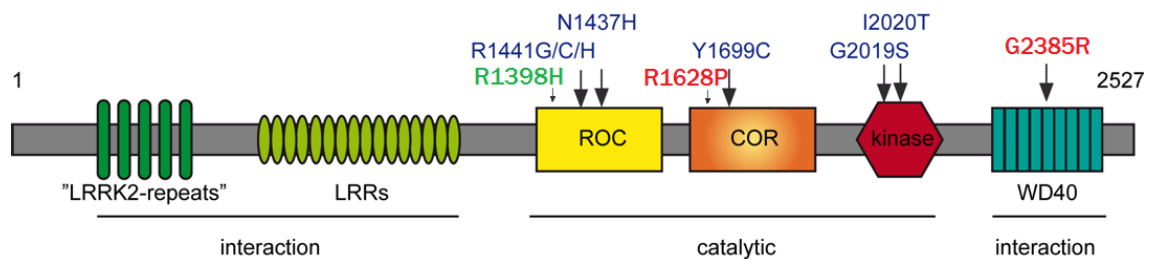 N1437H
I2020T
R1441G/C/H
Y1699C
G2019S
G2385R
R1398H
R1628P
1
2527
ROC
COR
kinase
"LRRK2-repeats"
LRRs
WD40
interaction
catalytic
interaction